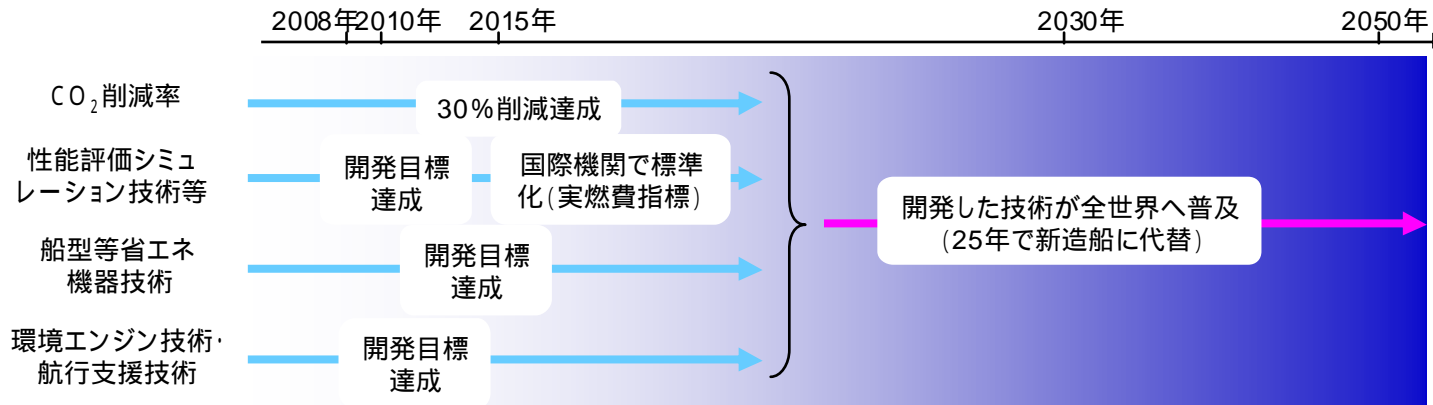 2008年 2010年 2015年 2030年 2050年
CO₂削減率
30%削減達成
性能評価シミュ
レーション技術等
開発目標
達成
国際機関で標準
化(実燃費指標)
船型等省エネ
機器技術
開発目標
達成
環境エンジン技術・
航行支援技術
開発目標
達成
開発した技術が全世界へ普及
(25年で新造船に代替)